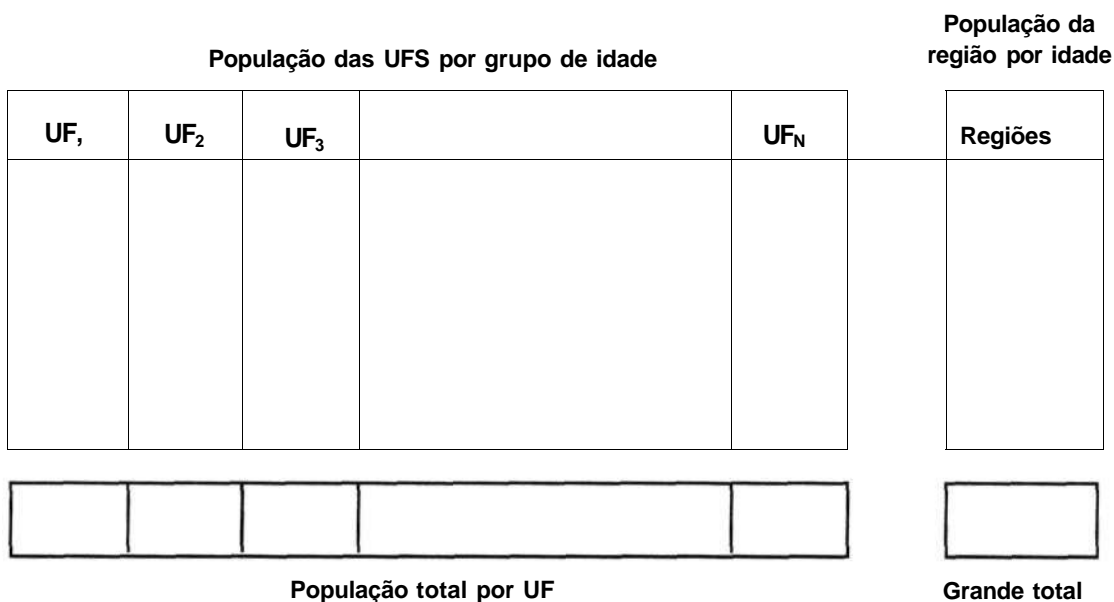 População das UFS por grupo de idade
População da
região por idade
UF,
UF₂
UF₃
UF_N
Regiões
População total por UF
Grande total